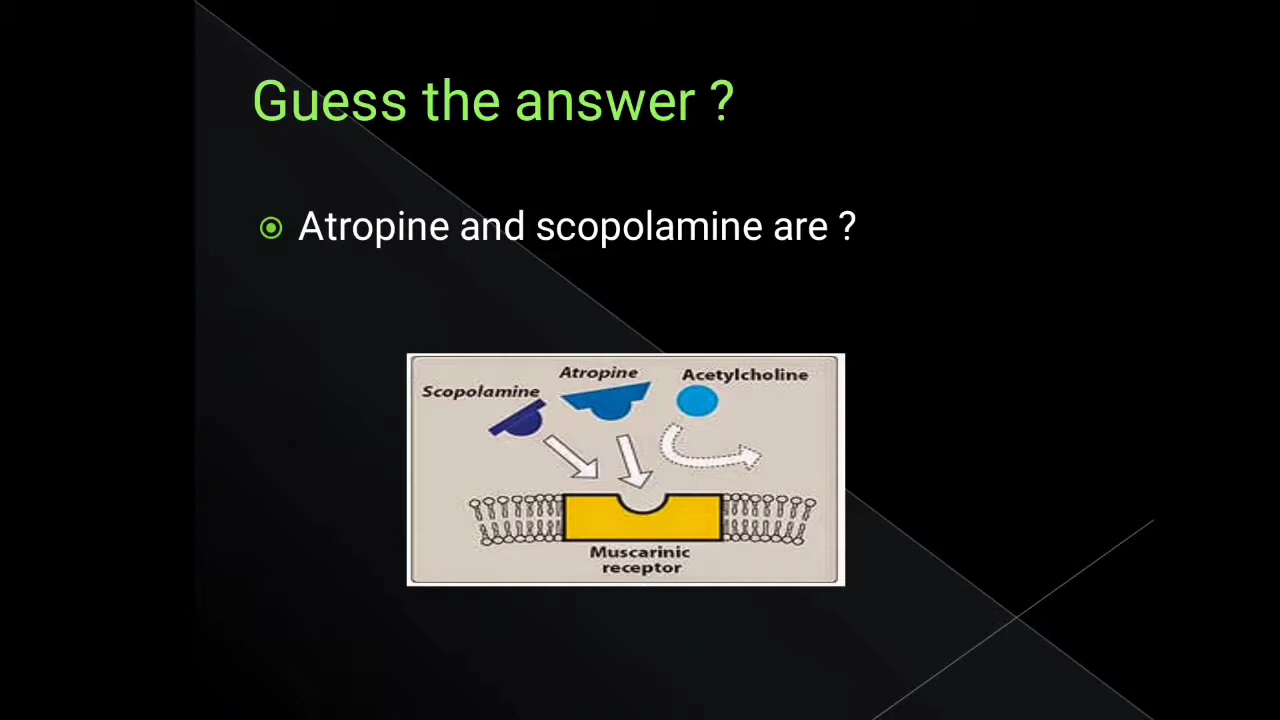 Guess the answer ?
Atropine and scopolamine are ?
Scopolamine
Atropine
Acetylcholine
Muscarinic
receptor